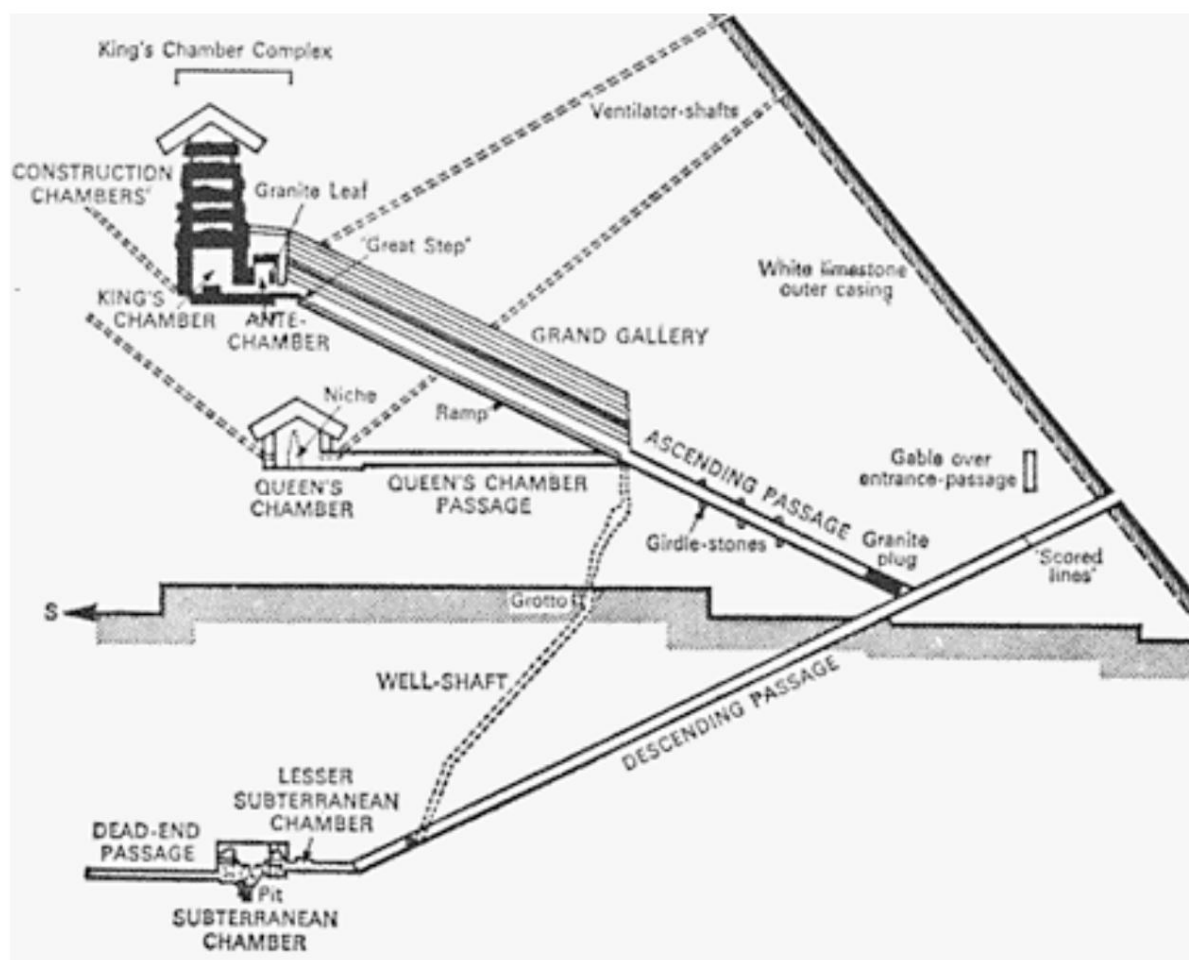 King's Chamber Complex
Ventilator-shafts
CONSTRUCTION
CHAMBERS'
Granite Leaf
'Great Step"
White limestone
outer casing
KING'S
CHAMBER
ANTE-
CHAMBER
GRAND GALLERY
Niche
Ramp
ASCENDING PASSAGE
Gable over
entrance-passage
QUEEN'S
CHAMBER
QUEEN'S CHAMBER
PASSAGE
Girdle-stones
Granite
plug
'Scored
lines'
S
Grotto
WELL-SHAFT
DESCENDING PASSAGE
LESSER
SUBTERRANEAN
CHAMBER
DEAD-END
PASSAGE
Pit
SUBTERRANEAN
CHAMBER